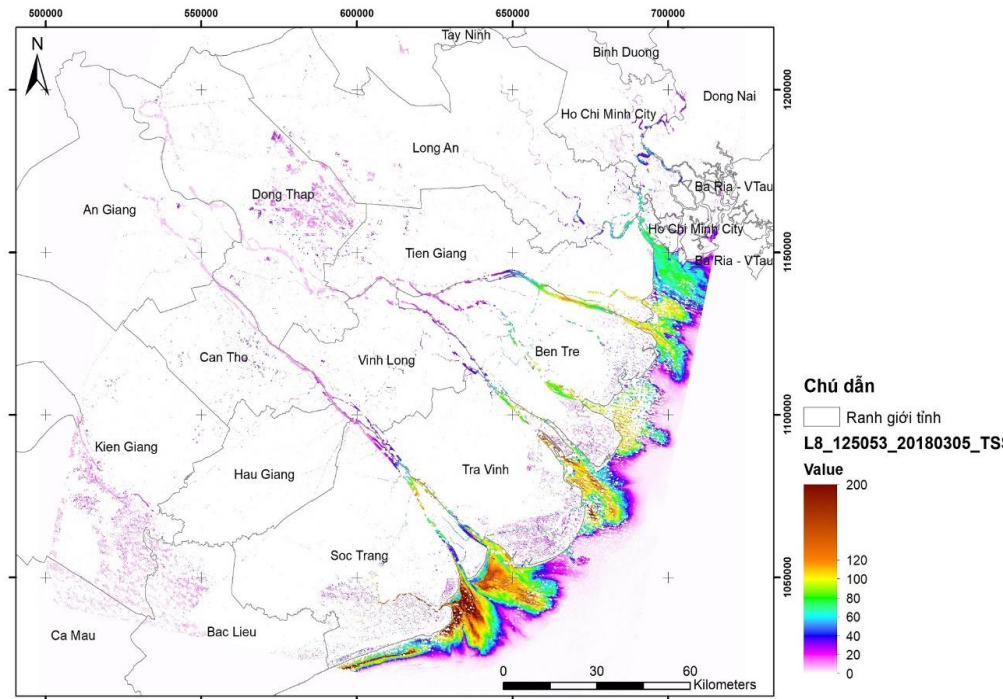 500000 550000 600000 650000 700000
N
Tay Ninh
Binh Duong
1200000
Dong Nai
Ho Chi Minh City
Long An
Ba Ria - VTau
Dong Thap
An Giang
Ho Chi Minh City
Tien Giang
1150000
Ba Ria - VTau
Can Tho
Vinh Long
Ben Tre
Chú dẫn
1100000
Ranh giới tỉnh
Kien Giang
L8_125053_20180305_TSS
Hau Giang
Tra Vinh
Value
200
Soc Trang
120
1050000
100
80
60
Ca Mau
Bac Lieu
40
20
0
0 30 60
Kilometers